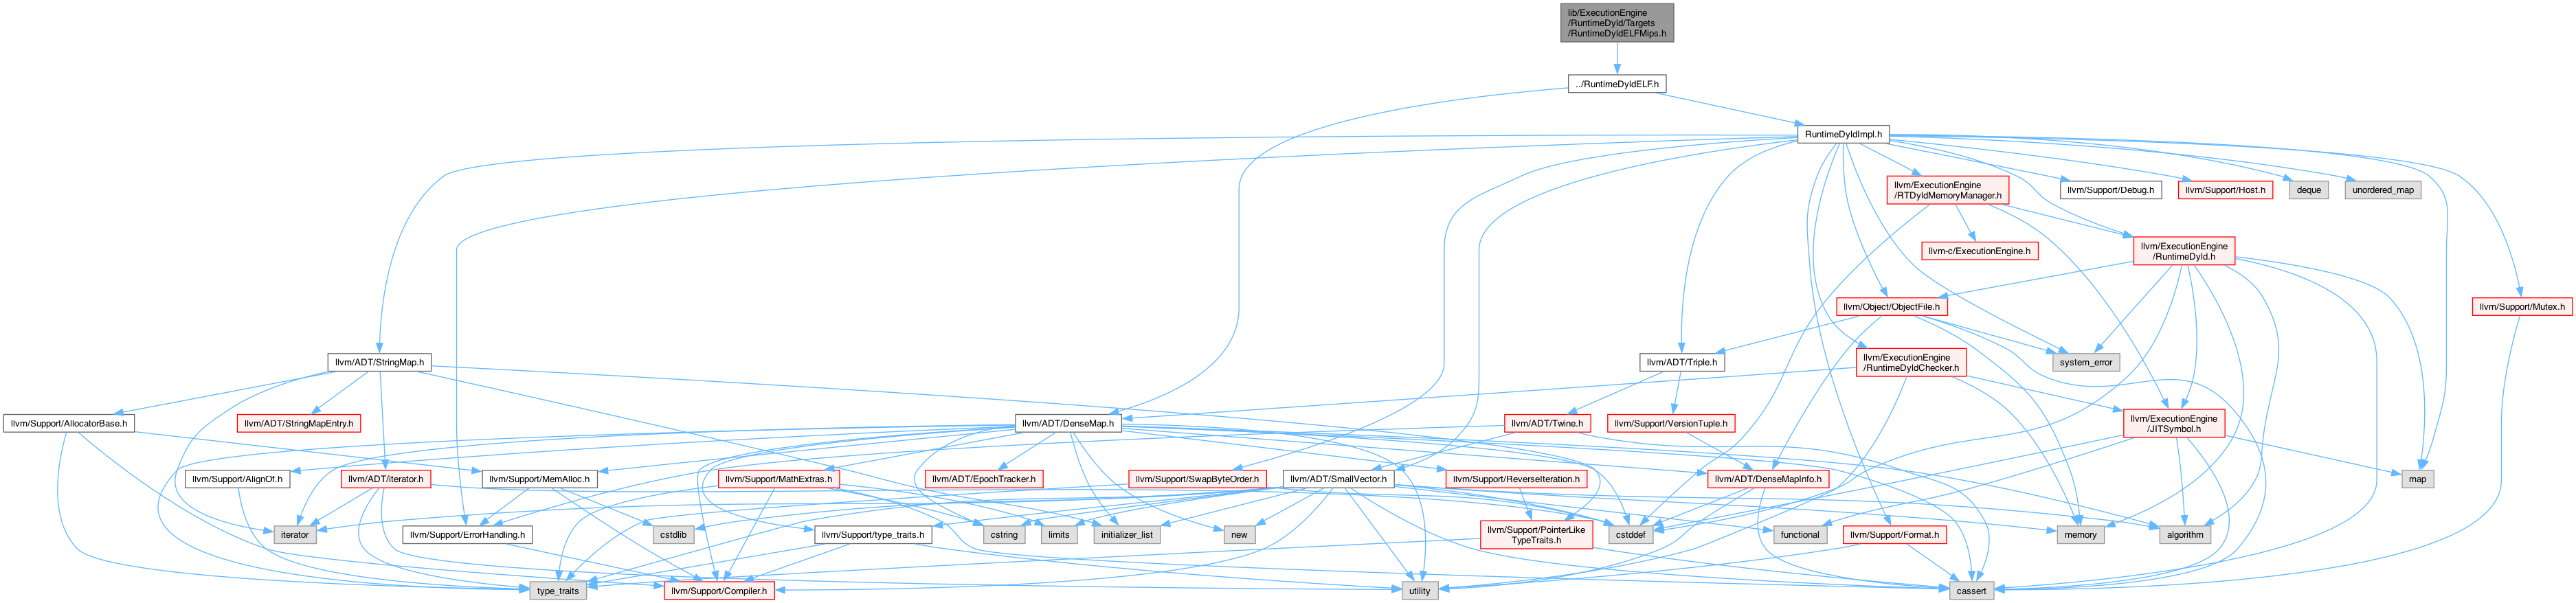 lib/ExecutionEngine
/RuntimeDyld/Targets
/RuntimeDyldELFMips.h
../RuntimeDyldELF.h
RuntimeDyldImpl.h
llvm/ExecutionEngine
/RTDyldMemoryManager.h
llvm/Support/Debug.h
llvm/Support/Host.h
deque
unordered_map
llvm-c/ExecutionEngine.h
llvm/ExecutionEngine
/RuntimeDyld.h
llvm/Object/ObjectFile.h
llvm/Support/Mutex.h
llvm/ADT/StringMap.h
llvm/ADT/Triple.h
llvm/ExecutionEngine
/RuntimeDyldChecker.h
system_error
llvm/Support/AllocatorBase.h
llvm/ADT/StringMapEntry.h
llvm/ADT/DenseMap.h
llvm/ADT/Twine.h
llvm/Support/VersionTuple.h
llvm/ExecutionEngine
/JITSymbol.h
llvm/Support/AlignOf.h
llvm/ADT/iterator.h
llvm/Support/MemAlloc.h
llvm/Support/MathExtras.h
llvm/ADT/EpochTracker.h
llvm/Support/SwapByteOrder.h
llvm/ADT/SmallVector.h
llvm/Support/ReverseIteration.h
llvm/ADT/DenseMapInfo.h
map
iterator
llvm/Support/ErrorHandling.h
cstdlib
llvm/Support/type_traits.h
cstring
limits
initializer_list
new
llvm/Support/PointerLike
TypeTraits.h
cstddef
functional
llvm/Support/Format.h
memory
algorithm
type_traits
llvm/Support/Compiler.h
utility
cassert